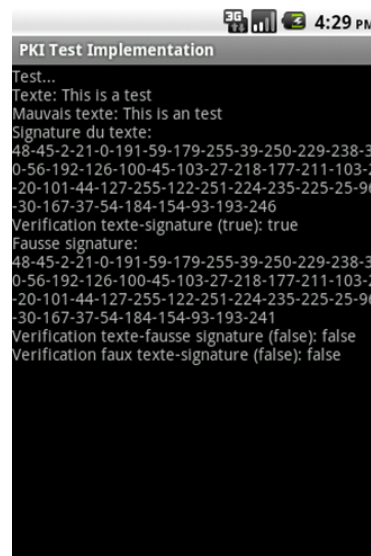 3G 4:29 PM
PKI Test Implementation
Test...
Texte: This is a test
Mauvais texte: This is an test
Signature du texte:
48-45-2-21-0-191-59-179-255-39-250-229-238-3
0-56-192-126-100-45-103-27-218-177-211-103-2
-20-101-44-127-255-122-251-224-235-225-25-96
-30-167-37-54-184-154-93-193-246
Verification texte-signature (true): true
Fausse signature:
48-45-2-21-0-191-59-179-255-39-250-229-238-3
0-56-192-126-100-45-103-27-218-177-211-103-2
-20-101-44-127-255-122-251-224-235-225-25-96
-30-167-37-54-184-154-93-193-241
Verification texte-fausse signature (false): false
Verification faux texte-signature (false): false